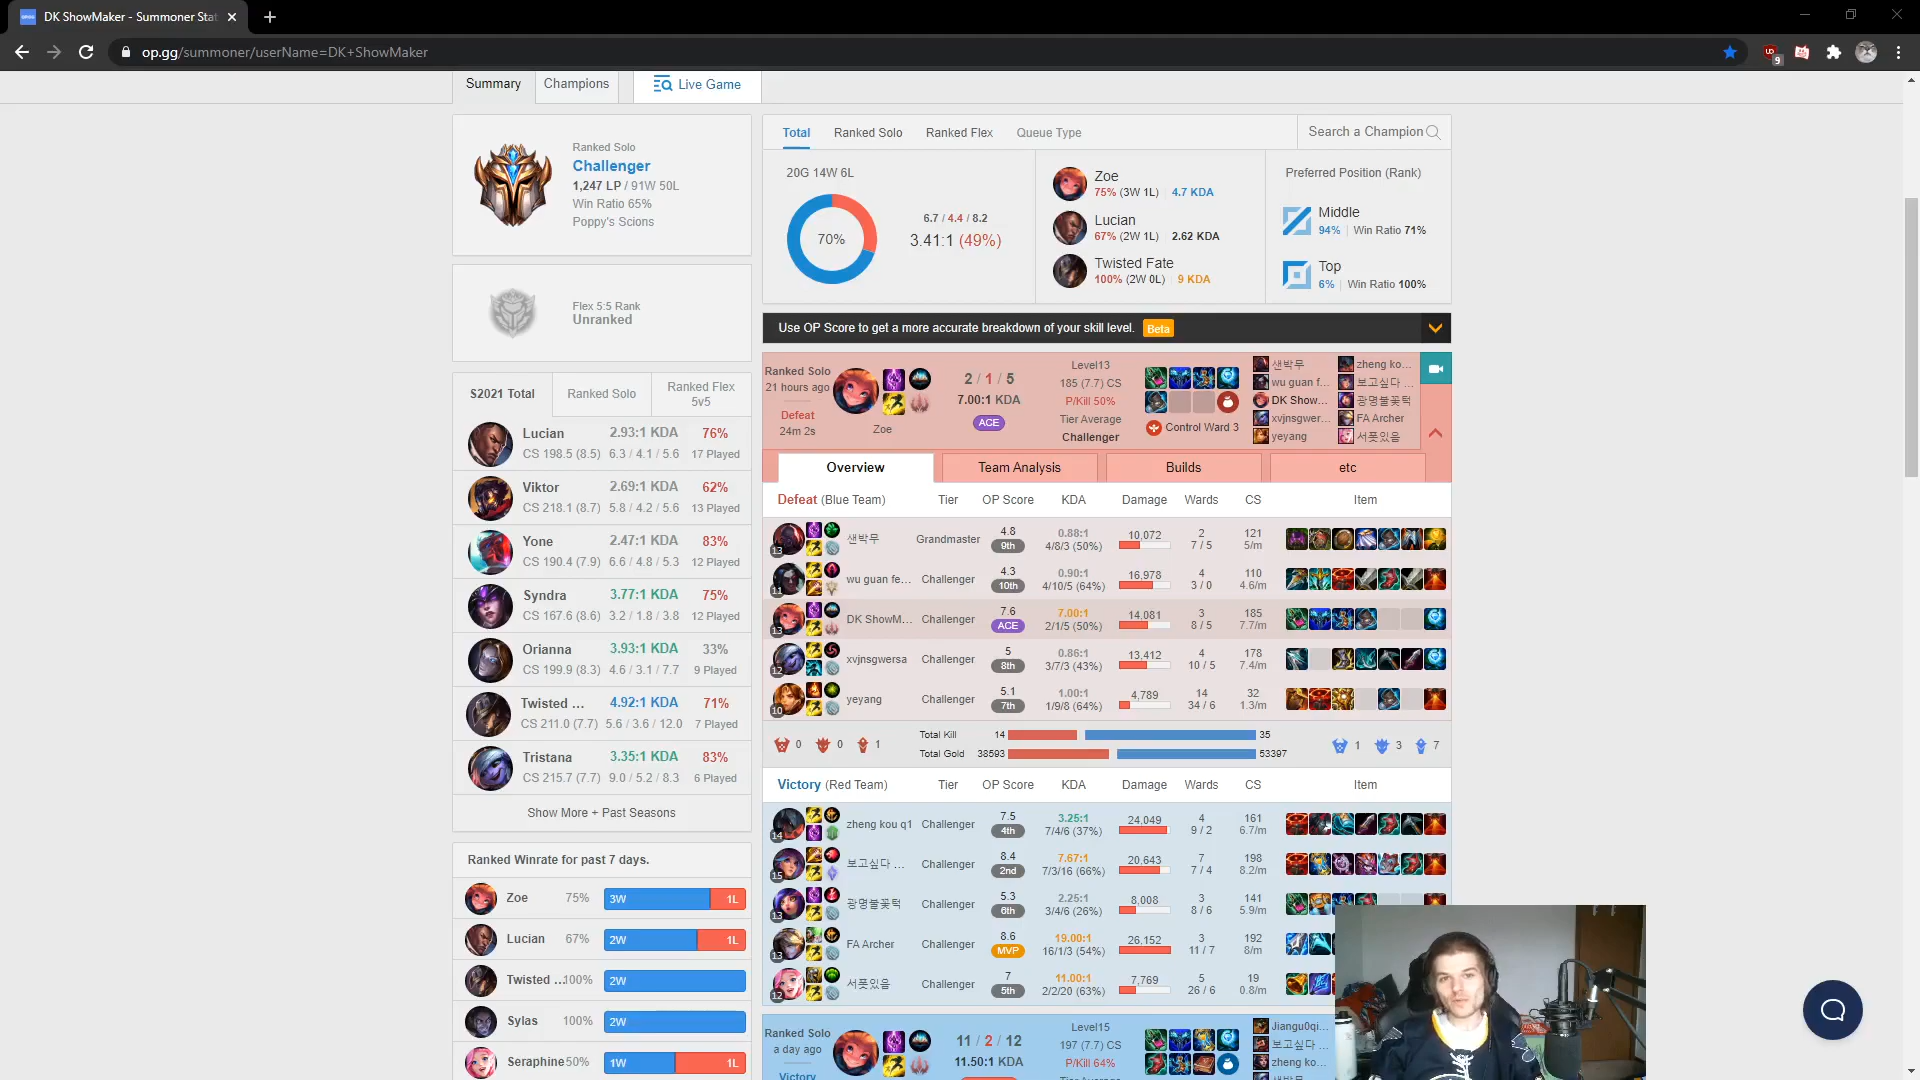 DK ShowMaker - Summoner Stat
op.gg/summoner/userName=DK+ShowMaker
9
Summary
Champions
Live Game
Ranked Solo
Challenger
1,247 LP / 91W 50L
Win Ratio 65%
Poppy's Scions
Flex 5:5 Rank
Unranked
S2021 Total
Ranked Solo
Ranked Flex 5v5
Lucian 2.93:1 KDA 76%
CS 198.5 (8.5) 6.3 / 4.1 / 5.6 17 Played
Viktor 2.69:1 KDA 62%
CS 218.1 (8.7) 5.8 / 4.2 / 5.6 13 Played
Yone 2.47:1 KDA 83%
CS 190.4 (7.9) 6.6 / 4.8 / 5.3 12 Played
Syndra 3.77:1 KDA 75%
CS 167.6 (8.6) 3.2 / 1.8 / 3.8 12 Played
Orianna 3.93:1 KDA 33%
CS 199.9 (8.3) 4.6 / 3.1 / 7.7 9 Played
Twisted ... 4.92:1 KDA 71%
CS 211.0 (7.7) 5.6 / 3.6 / 12.0 7 Played
Tristana 3.35:1 KDA 83%
CS 215.7 (7.7) 9.0 / 5.2 / 8.3 6 Played
Show More + Past Seasons
Ranked Winrate for past 7 days.
Zoe 75% 3W 1L
Lucian 67% 2W 1L
Twisted ... 100% 2W
Sylas 100% 2W
Seraphine 50% 1W 1L
Total
Ranked Solo
Ranked Flex
Queue Type
Search a Champion
20G 14W 6L
70%
6.7 / 4.4 / 8.2
3.41:1 (49%)
Zoe
75% (3W 1L) 4.7 KDA
Lucian
67% (2W 1L) 2.62 KDA
Twisted Fate
100% (2W 0L) 9 KDA
Preferred Position (Rank)
Middle
94% Win Ratio 71%
Top
6% Win Ratio 100%
Use OP Score to get a more accurate breakdown of your skill level. Beta
Ranked Solo
21 hours ago
Defeat
24m 2s
Zoe
2 / 1 / 5
7.00:1 KDA
ACE
Level13
185 (7.7) CS
P/Kill 50%
Tier Average
Challenger
Control Ward 3
샌박무
wu guan f...
DK Show...
xvjnsgwer...
yeyang
zheng ko...
보고싶다 ...
광명불꽃턱
FA Archer
서폿있음
Overview
Team Analysis
Builds
etc
Defeat (Blue Team) Tier OP Score KDA Damage Wards CS Item
13 샌박무 Grandmaster 4.8 9th 0.88:1 4/8/3 (50%) 10,072 2 7 / 5 121 5/m
11 wu guan fe... Challenger 4.3 10th 0.90:1 4/10/5 (64%) 16,978 4 3 / 0 110 4.6/m
13 DK ShowM... Challenger 7.6 ACE 7.00:1 2/1/5 (50%) 14,081 3 8 / 5 185 7.7/m
12 xvjnsgwersa Challenger 5 8th 0.86:1 3/7/3 (43%) 13,412 4 10 / 5 178 7.4/m
10 yeyang Challenger 5.1 7th 1.00:1 1/9/8 (64%) 4,789 14 34 / 6 32 1.3/m
0 0 1 Total Kill 14 35 1 3 7
Total Gold 38593 53397
Victory (Red Team) Tier OP Score KDA Damage Wards CS Item
14 zheng kou q1 Challenger 7.5 4th 3.25:1 7/4/6 (37%) 24,049 4 9 / 2 161 6.7/m
15 보고싶다 ... Challenger 8.4 2nd 7.67:1 7/3/16 (66%) 20,643 7 7 / 4 198 8.2/m
13 광명불꽃턱 Challenger 5.3 6th 2.25:1 3/4/6 (26%) 8,008 3 8 / 6 141 5.9/m
13 FA Archer Challenger 8.6 MVP 19.00:1 16/1/3 (54%) 26,152 3 11 / 7 192 8/m
12 서폿있음 Challenger 7 5th 11.00:1 2/2/20 (63%) 7,769 5 26 / 6 19 0.8/m
Ranked Solo
a day ago
Victory
11 / 2 / 12
11.50:1 KDA
Level15
197 (7.7) CS
P/Kill 64%
Tier Average
Jiangu0qi...
보고싶다 ...
zheng ko...